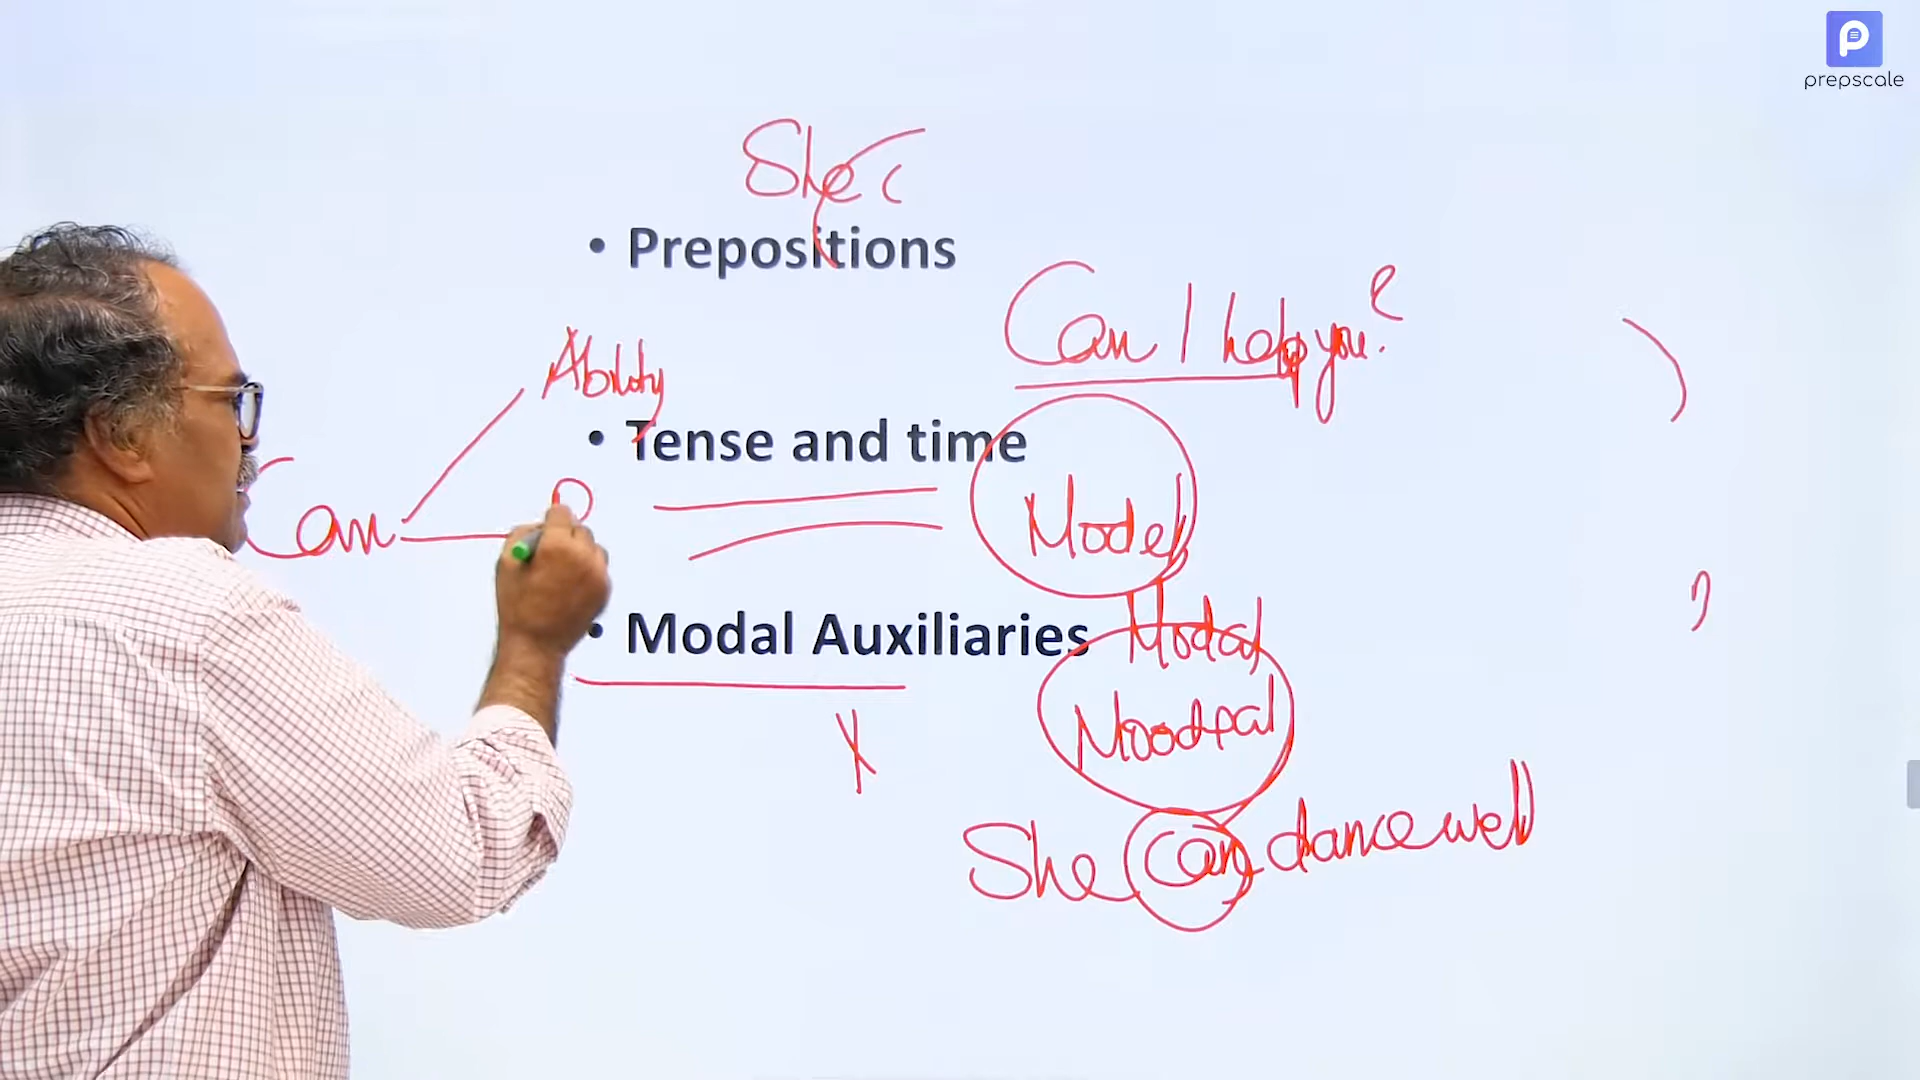 prepscale
She c
• Prepositions
Can I help you?
Ability
• Tense and time
Can
Model
• Modal Auxiliaries
Modal
X
She can dance well